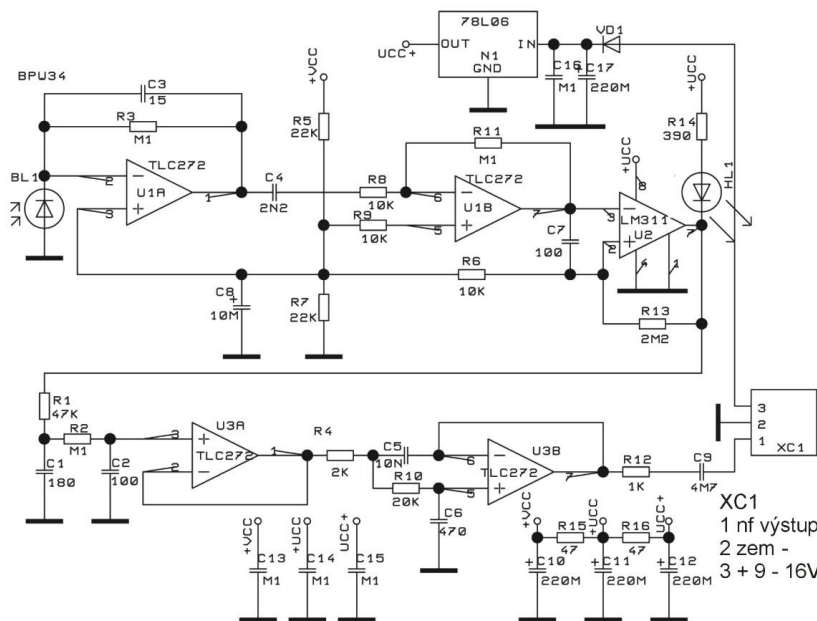 78L06
UCC+
OUT
IN
N1
GND
VD1
C16
M1
C17
220M
+UCC
R14
390
HL1
BPU34
C3
15
R3
M1
+VCC
R5
22K
R11
M1
BL1
TLC272
2
3
1
U1A
C4
2N2
R8
10K
R9
10K
TLC272
6
5
7
U1B
C7
100
+UCC
8
3
2
LM311
U2
7
4
1
R6
10K
C8
10M
R7
22K
R13
2M2
R1
47K
R2
M1
C1
180
C2
100
U3A
3
2
1
TLC272
R4
2K
C5
10N
R10
20K
C6
470
U3B
6
5
7
TLC272
R12
1K
C9
4M7
3
2
1
XC1
+VCC
C13
M1
+UCC
C14
M1
UCC+
C15
M1
+VCC
R15
47
+UCC
R16
47
UCC+
C10
220M
C11
220M
C12
220M
XC1
1 nf výstup
2 zem -
3 + 9 - 16V